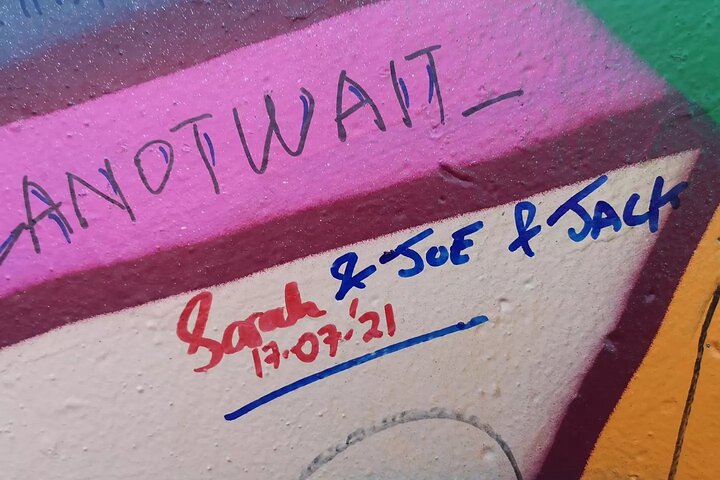 ANOTWAIT_
Sarah & JOE & JACK
17.07.'21